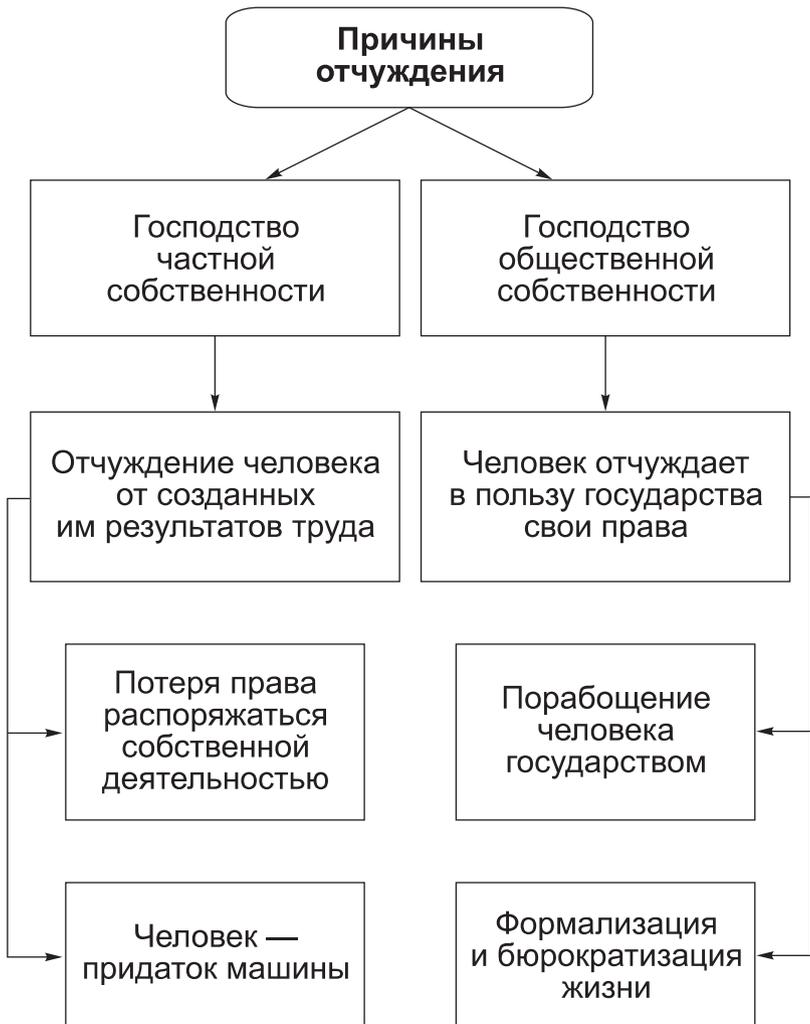 Причины
отчуждения
Господство
частной
собственности
Господство
общественной
собственности
Отчуждение человека
от созданных
им результатов труда
Человек отчуждает
в пользу государства
свои права
Потеря права
распоряжаться
собственной
деятельностью
Порабощение
человека
государством
Человек —
придаток машины
Формализация
и бюрократизация
жизни